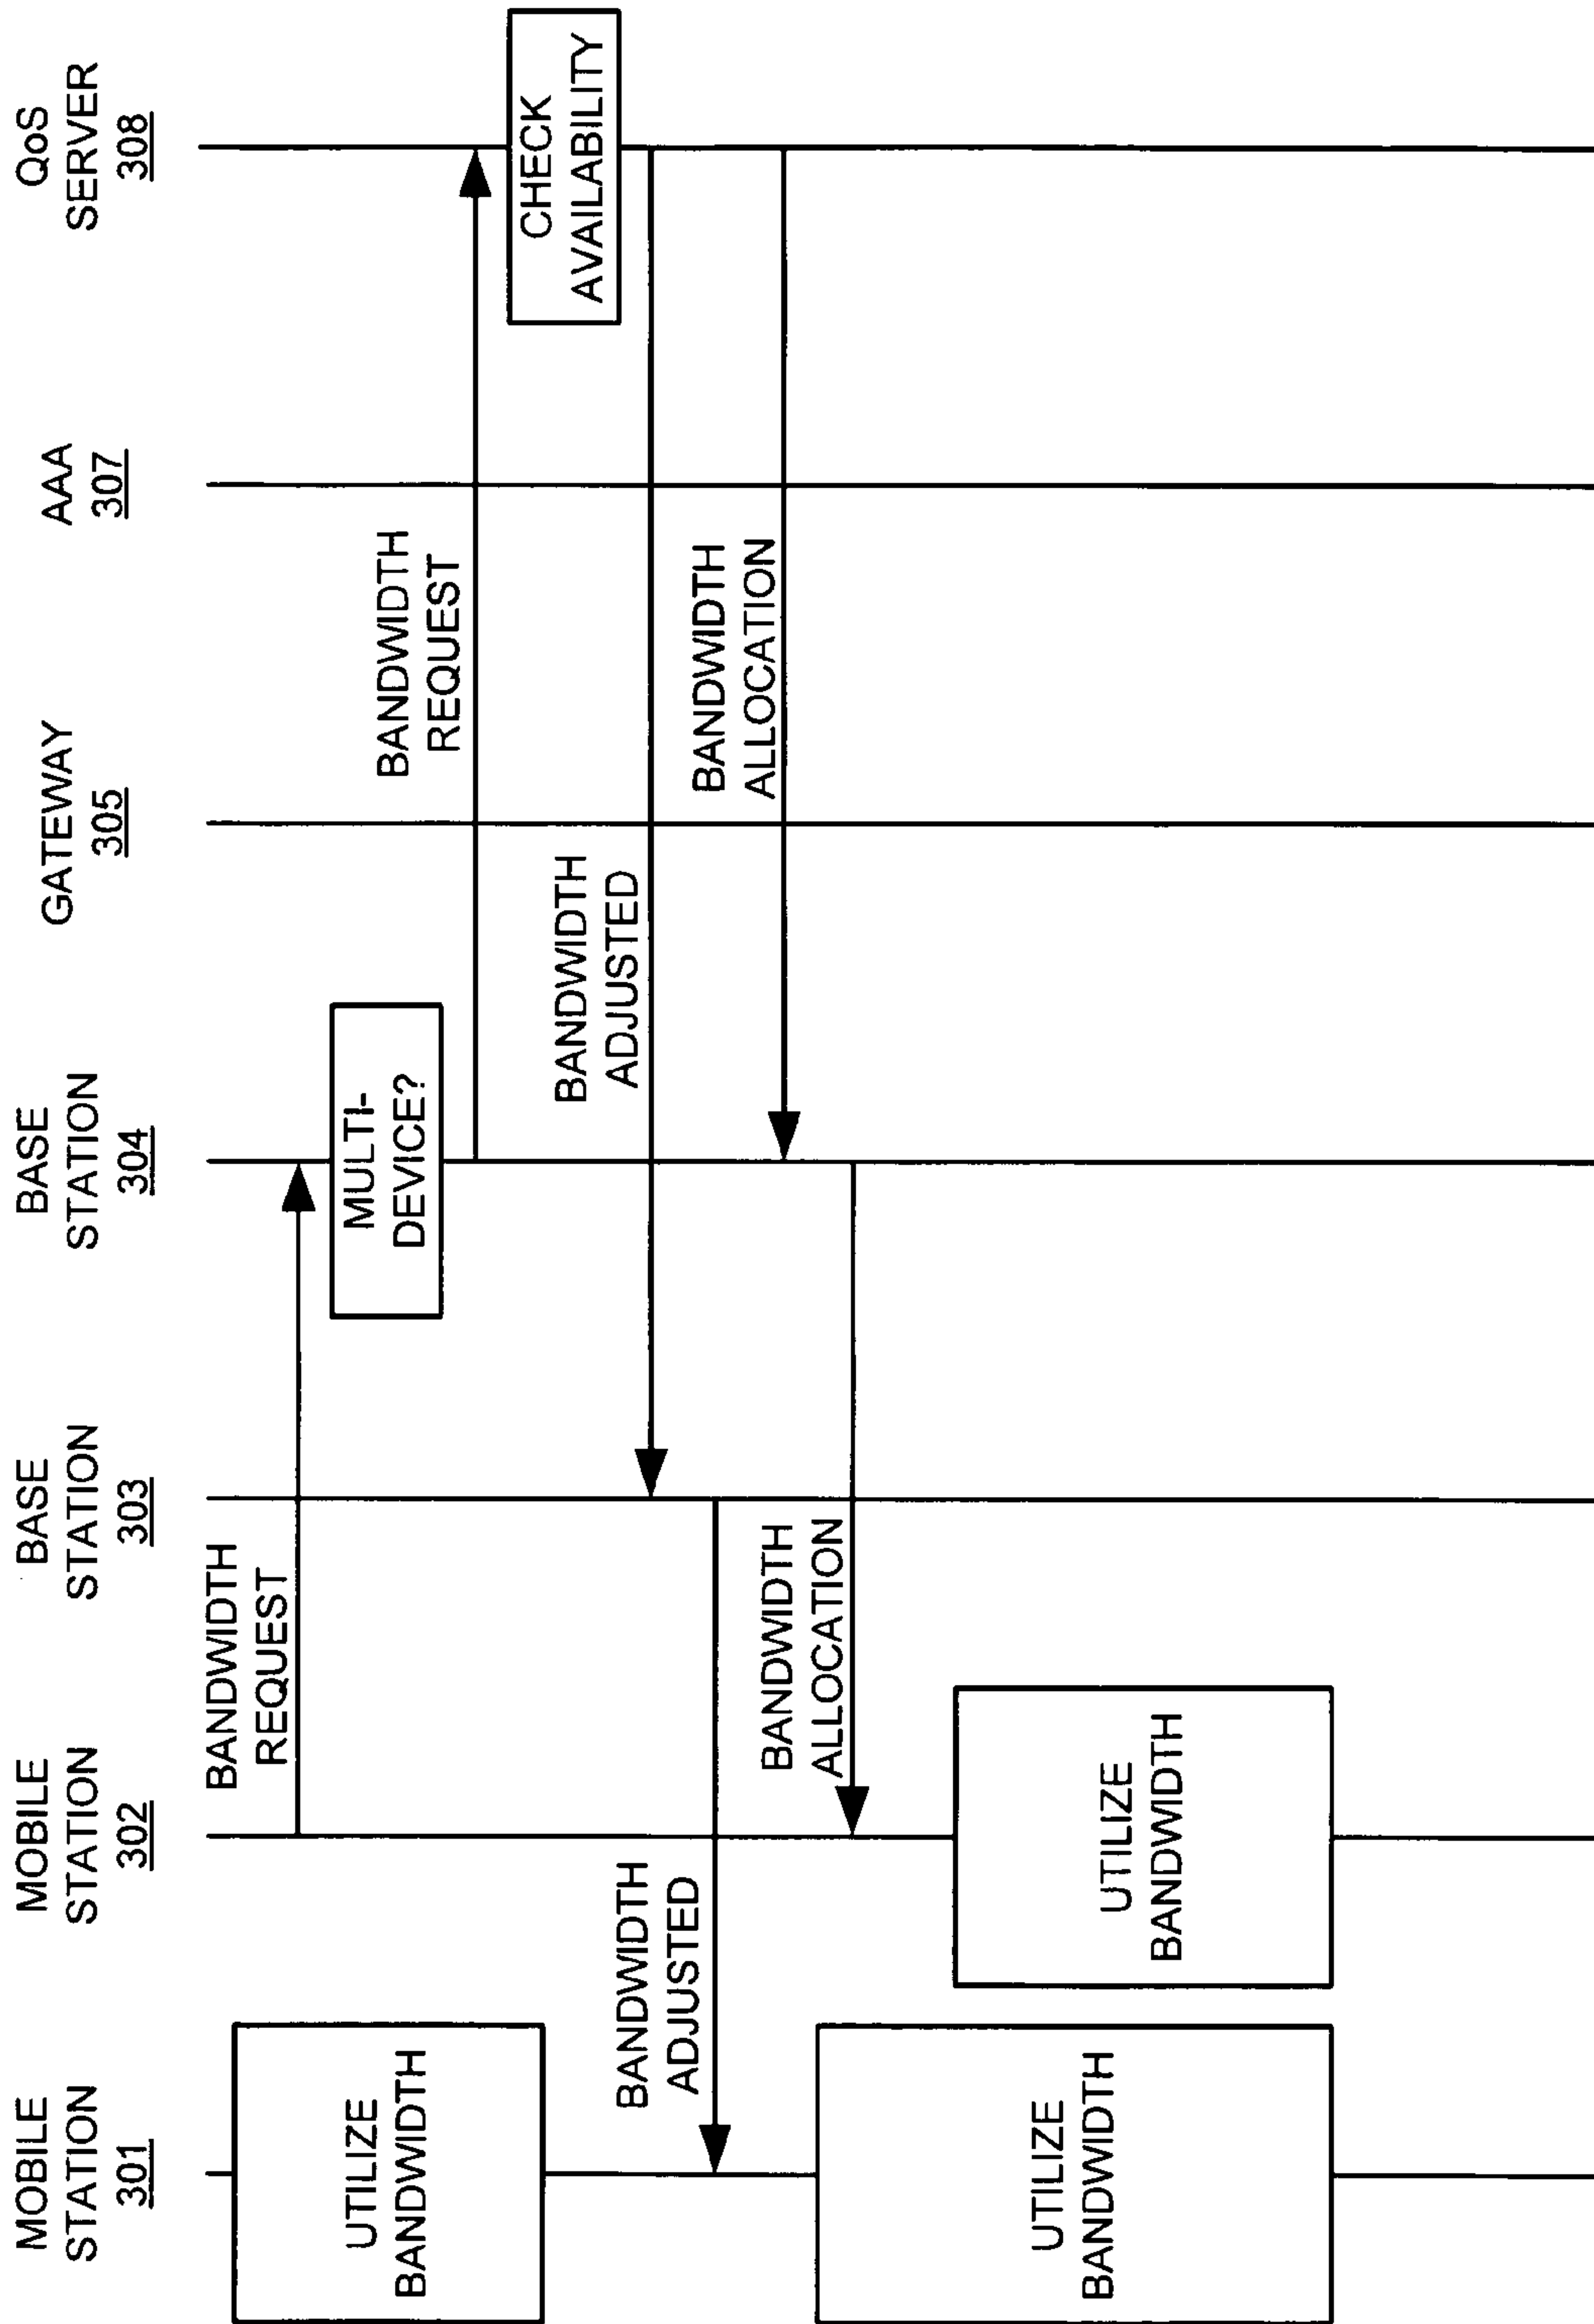 MOBILE
STATION
301
MOBILE
STATION
302
BASE
STATION
303
BASE
STATION
304
GATEWAY
305
AAA
307
QoS
SERVER
308
UTILIZE
BANDWIDTH
BANDWIDTH
REQUEST
MULTI-
DEVICE?
BANDWIDTH
REQUEST
CHECK
AVAILABILITY
BANDWIDTH
ADJUSTED
BANDWIDTH
ADJUSTED
BANDWIDTH
ALLOCATION
BANDWIDTH
ALLOCATION
UTILIZE
BANDWIDTH
UTILIZE
BANDWIDTH